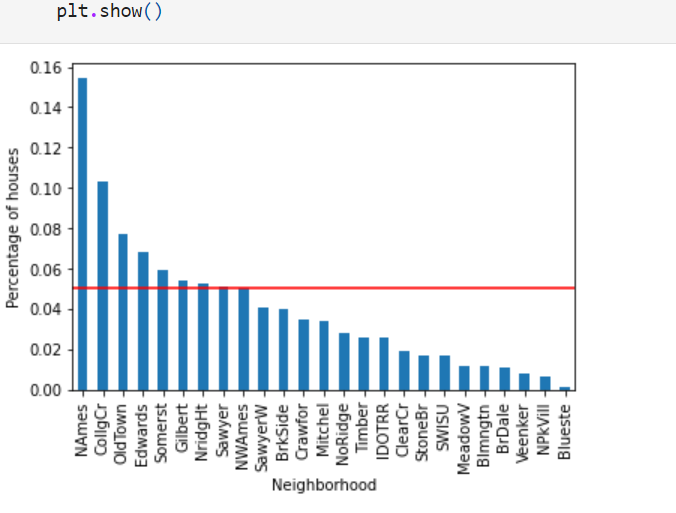 plt.show()
0.16
0.14
0.12
0.10
0.08
0.06
0.04
0.02
0.00
Percentage of houses
NAmes
CollgCr
OldTown
Edwards
Somerst
Gilbert
NridgHt
Sawyer
NWAmes
SawyerW
BrkSide
Crawfor
Mitchel
NoRidge
Timber
IDOTRR
ClearCr
StoneBr
SWISU
MeadowV
Blmngtn
BrDale
Veenker
NPkVill
Blueste
Neighborhood